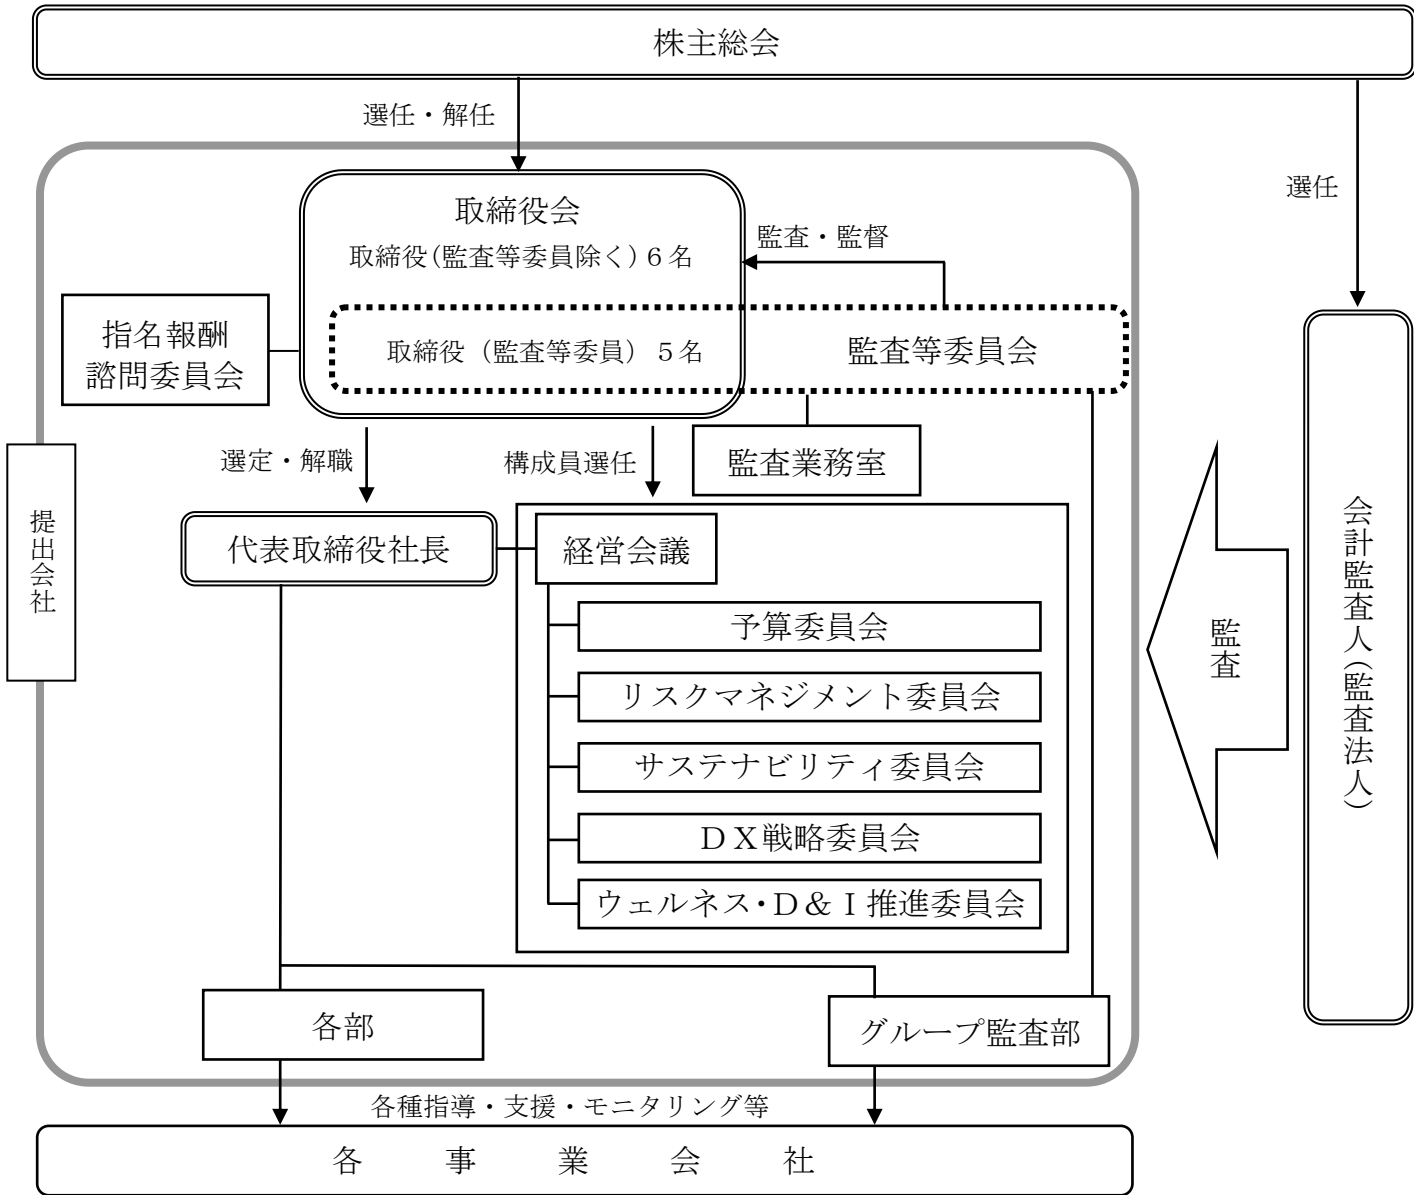 株主総会
選任・解任
選任
取締役会
取締役(監査等委員除く)６名
監査・監督
指名報酬
諮問委員会
取締役（監査等委員）５名
監査等委員会
選定・解職
構成員選任
監査業務室
提出会社
代表取締役社長
経営会議
予算委員会
リスクマネジメント委員会
サステナビリティ委員会
ＤＸ戦略委員会
ウェルネス・Ｄ＆Ｉ推進委員会
監査
会計監査人(監査法人)
各部
グループ監査部
各種指導・支援・モニタリング等
各　事　業　会　社